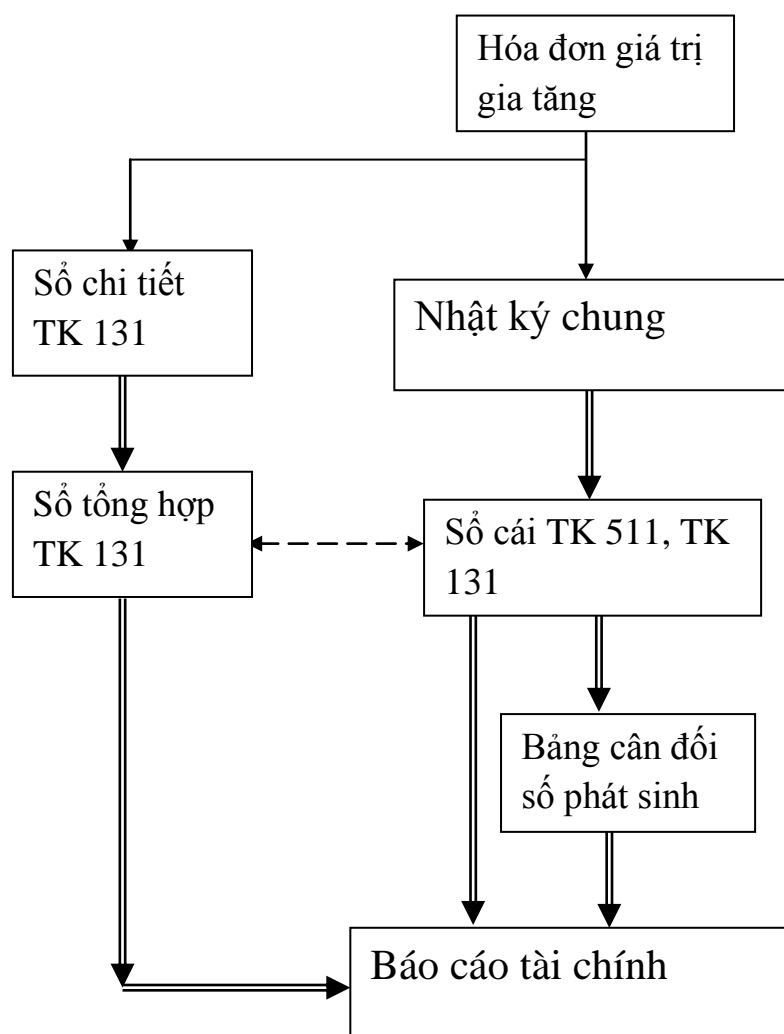 Hóa đơn giá trị
gia tăng
Sổ chi tiết
TK 131
Nhật ký chung
Sổ tổng hợp
TK 131
Sổ cái TK 511, TK
131
Bảng cân đối
số phát sinh
Báo cáo tài chính